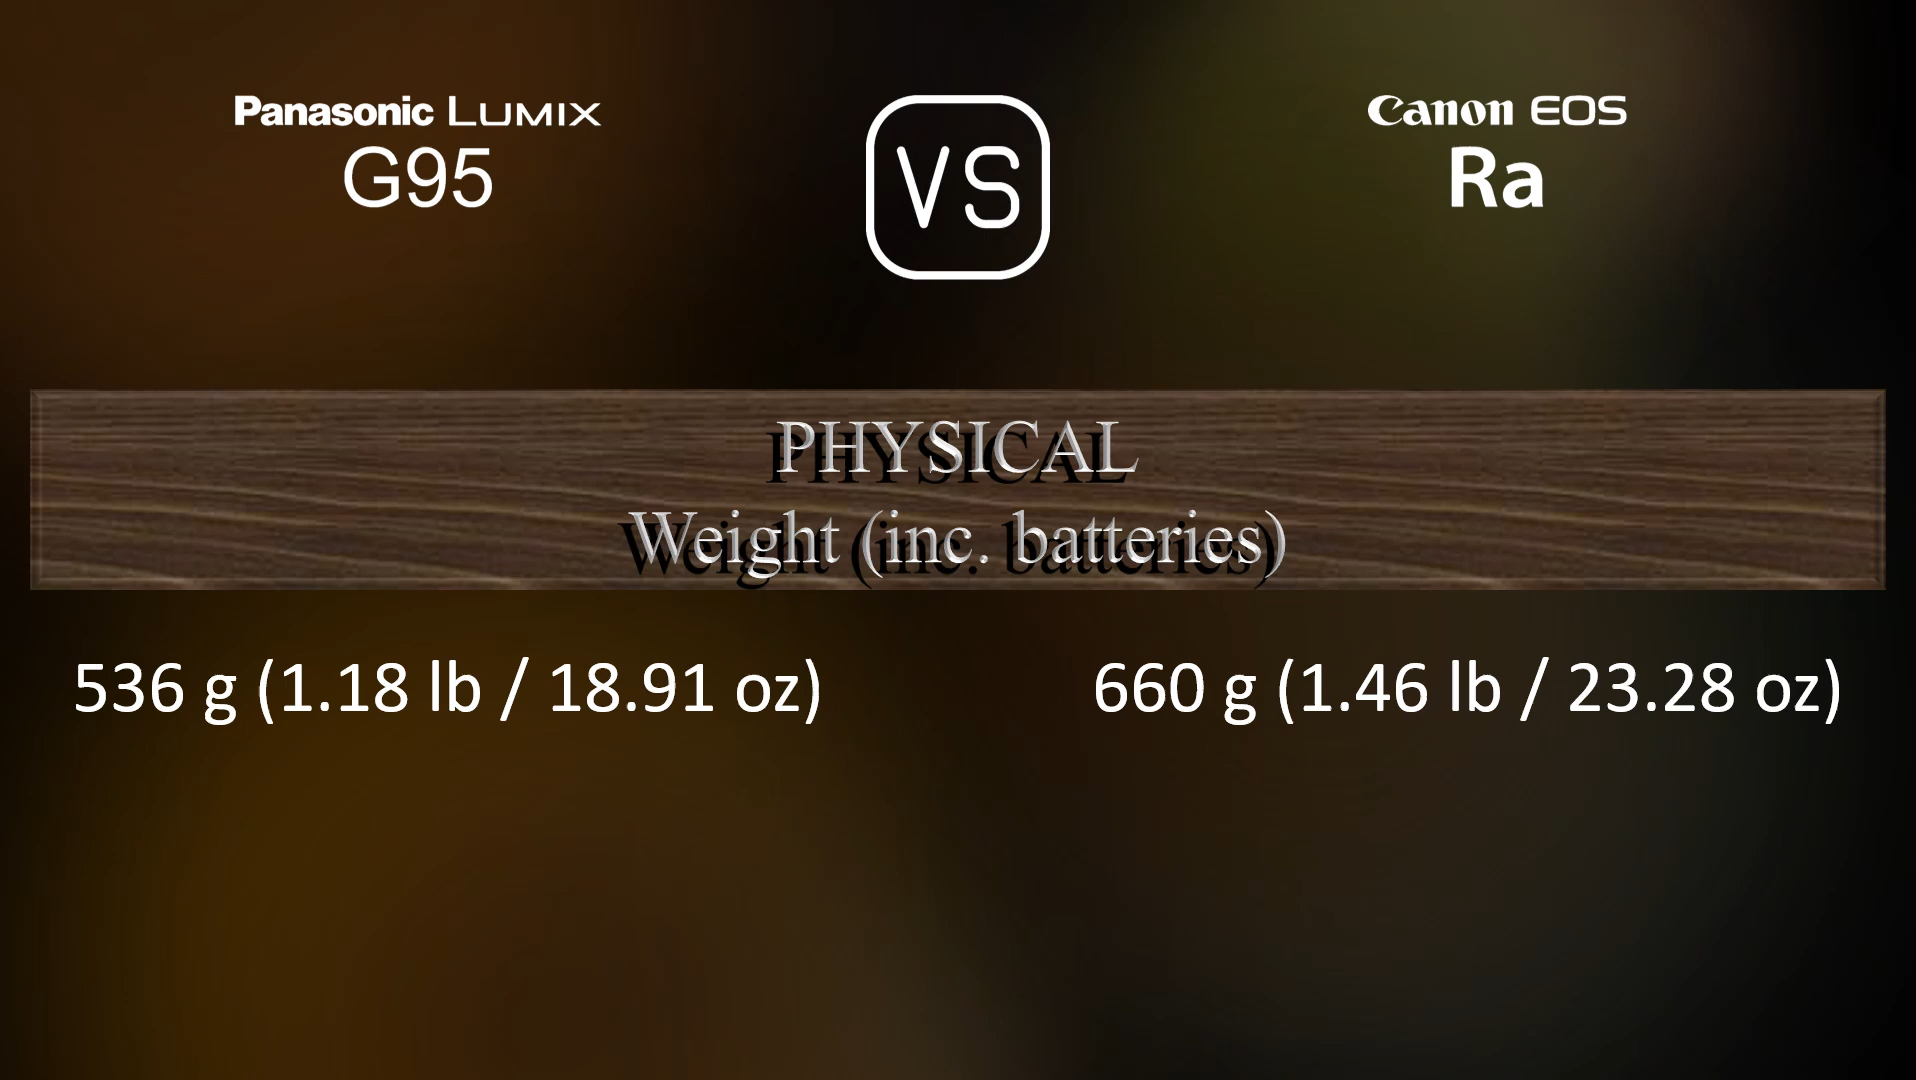 Panasonic LUMIX
G95
VS
Canon EOS
Ra
PHYSICAL
Weight (inc. batteries)
536 g (1.18 lb / 18.91 oz)
660 g (1.46 lb / 23.28 oz)